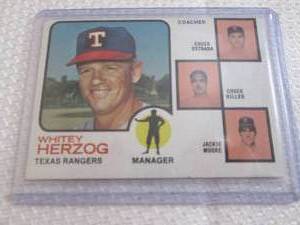 COACHES
T
CHUCK
ESTRADA
CHUCK
HILLER
WHITEY
HERZOG
TEXAS RANGERS
MANAGER
JACKIE
MOORE